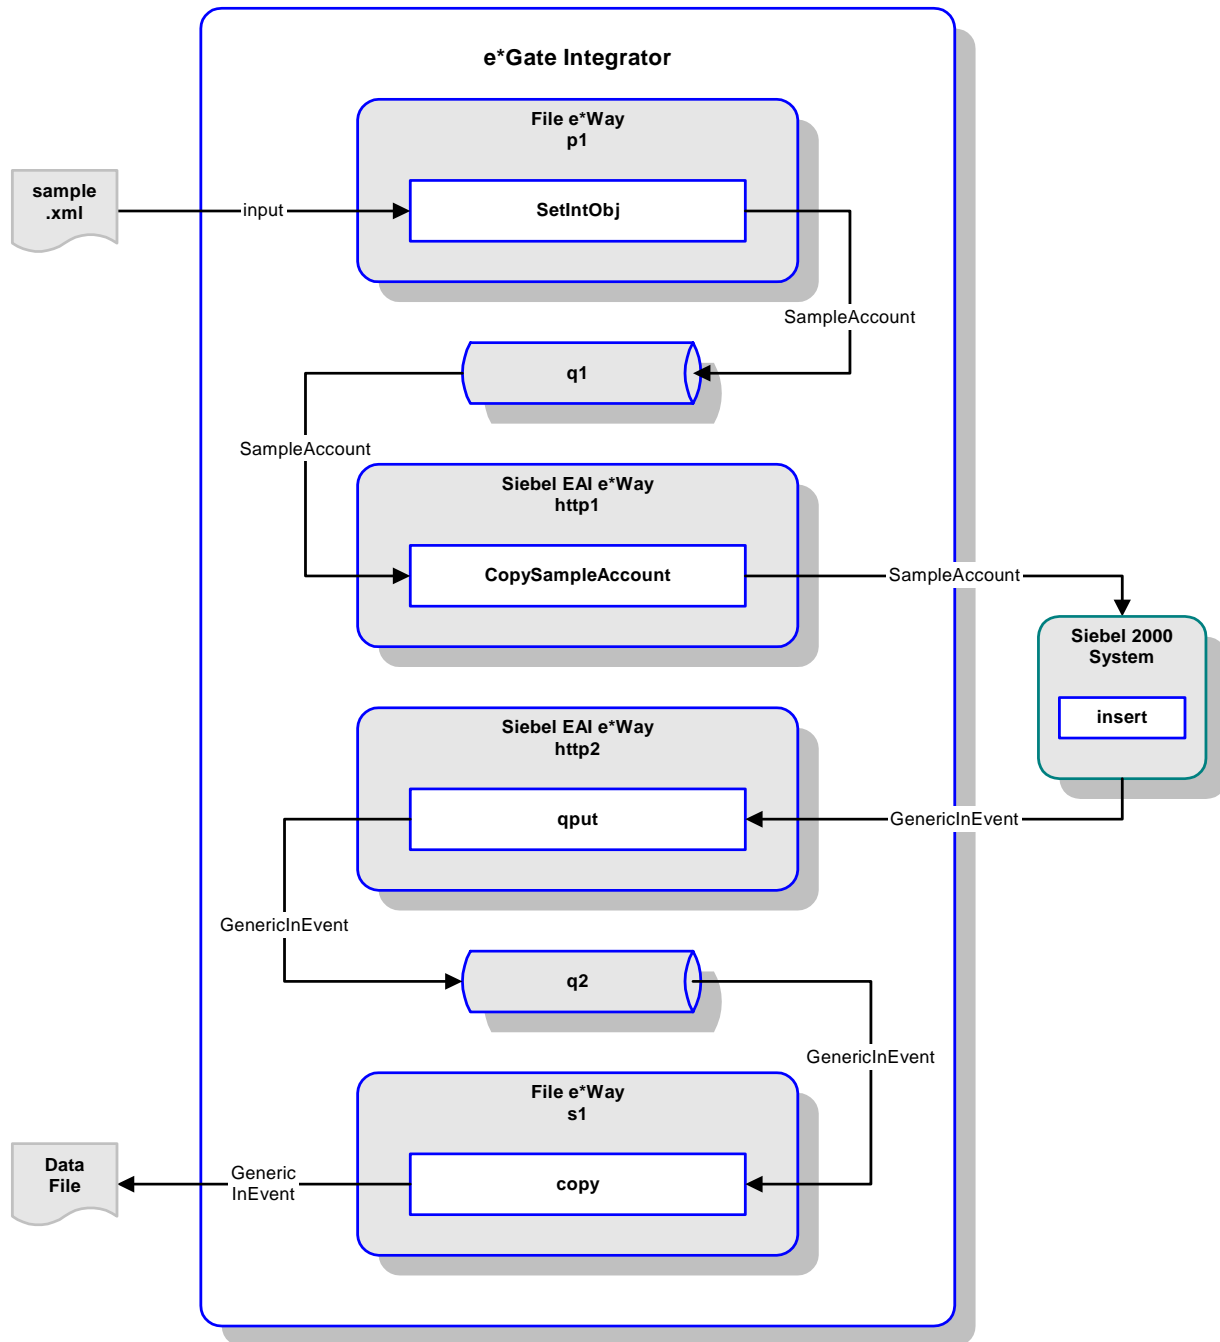 e*Gate Integrator
File e*Way
p1
sample
.xml
input
SetIntObj
SampleAccount
q1
SampleAccount
Siebel EAI e*Way
http1
CopySampleAccount
SampleAccount
Siebel 2000
System
insert
Siebel EAI e*Way
http2
qput
GenericInEvent
GenericInEvent
q2
GenericInEvent
File e*Way
s1
Data
File
Generic
InEvent
copy